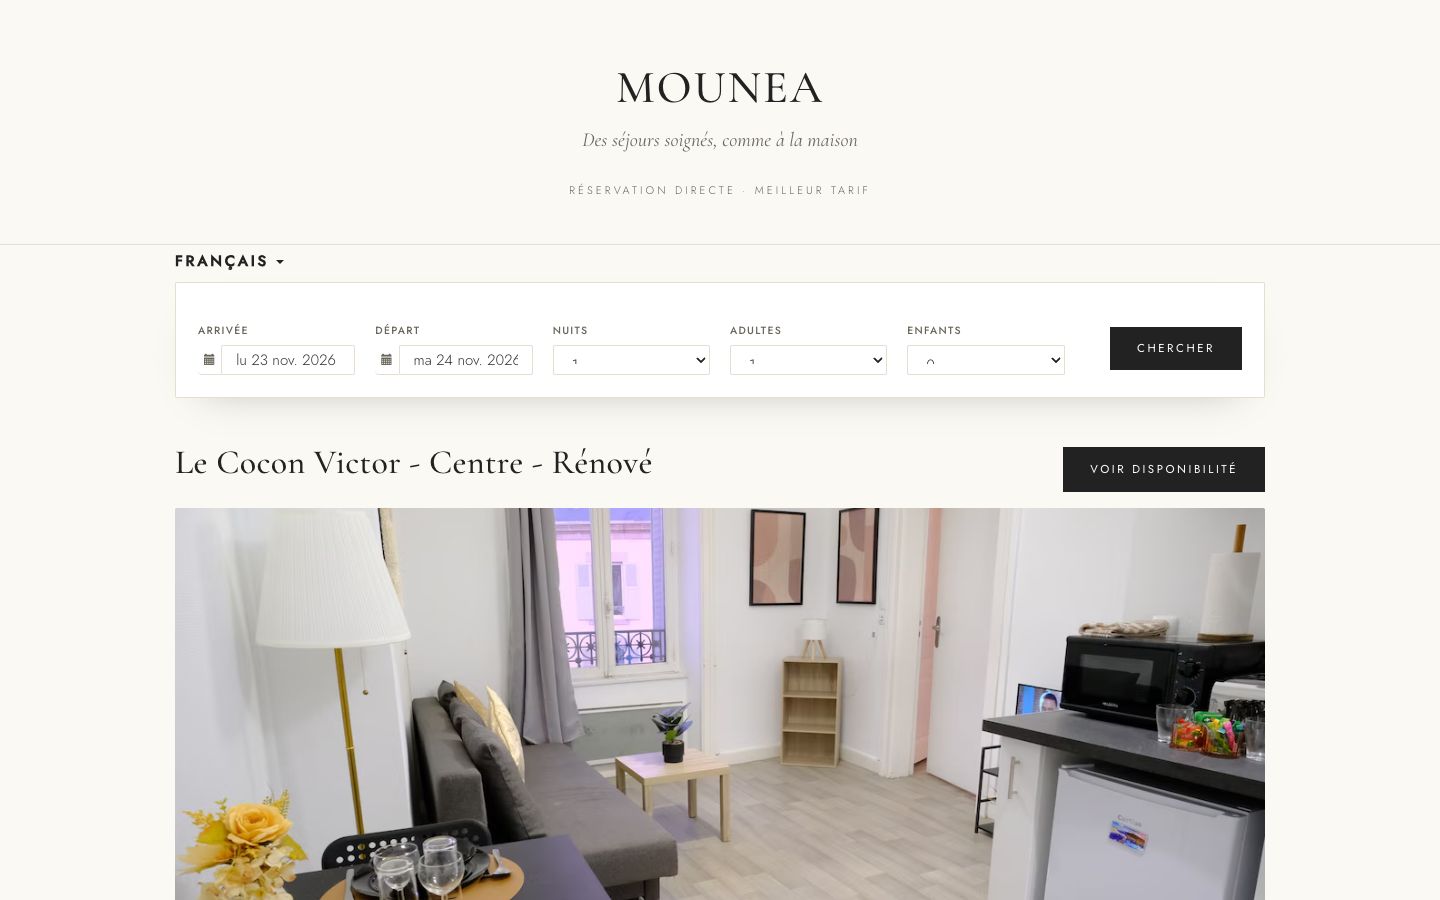 MOUNEA
Des séjours soignés, comme à la maison
RÉSERVATION DIRECTE · MEILLEUR TARIF
FRANÇAIS
ARRIVÉE DÉPART NUITS ADULTES ENFANTS
lu 23 nov. 2026 ma 24 nov. 2026
CHERCHER
Le Cocon Victor - Centre - Rénové
VOIR DISPONIBILITÉ